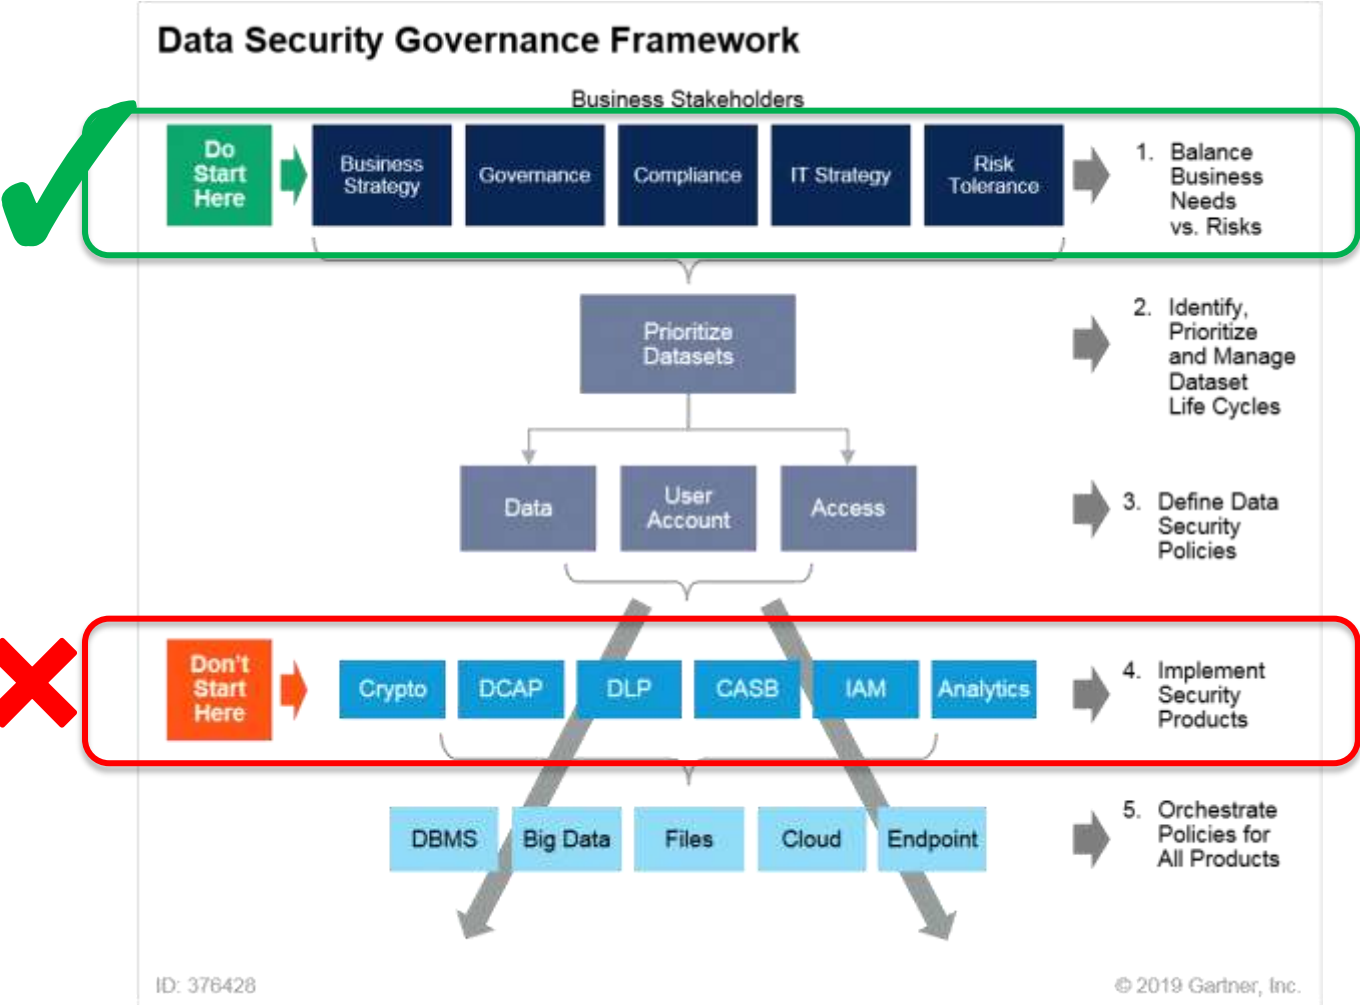 Data Security Governance Framework
Business Stakeholders
Do
Start
Here
Business
Strategy
Governance
Compliance
IT Strategy
Risk
Tolerance
1. Balance
Business
Needs
vs. Risks
Prioritize
Datasets
2. Identify,
Prioritize
and Manage
Dataset
Life Cycles
Data
User
Account
Access
3. Define Data
Security
Policies
Don't
Start
Here
Crypto
DCAP
DLP
CASB
IAM
Analytics
4. Implement
Security
Products
DBMS
Big Data
Files
Cloud
Endpoint
5. Orchestrate
Policies for
All Products
ID: 376428
© 2019 Gartner, Inc.